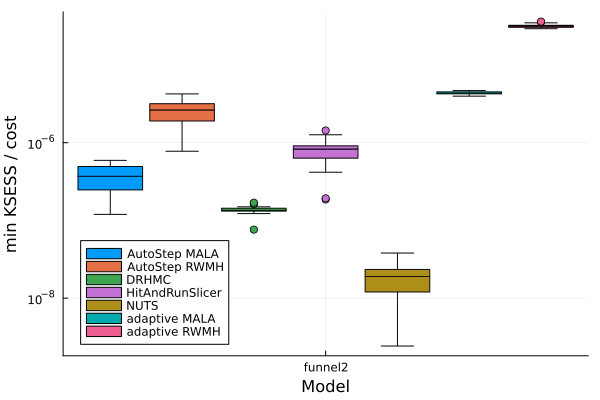 min KSESS / cost
10⁻⁶
10⁻⁸
AutoStep MALA
AutoStep RWMH
DRHMC
HitAndRunSlicer
NUTS
adaptive MALA
adaptive RWMH
funnel2
Model